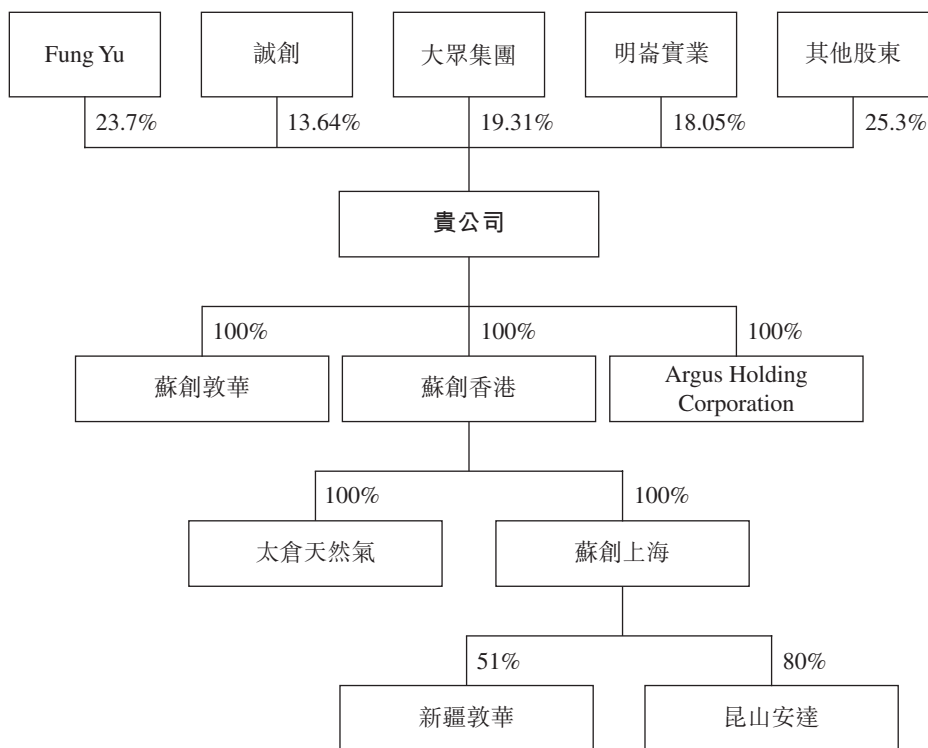 Fung Yu
誠創
大眾集團
明崙實業
其他股東
23.7%
13.64%
19.31%
18.05%
25.3%
貴公司
100%
100%
100%
蘇創敦華
蘇創香港
Argus Holding
Corporation
100%
100%
太倉天然氣
蘇創上海
51%
80%
新疆敦華
昆山安達